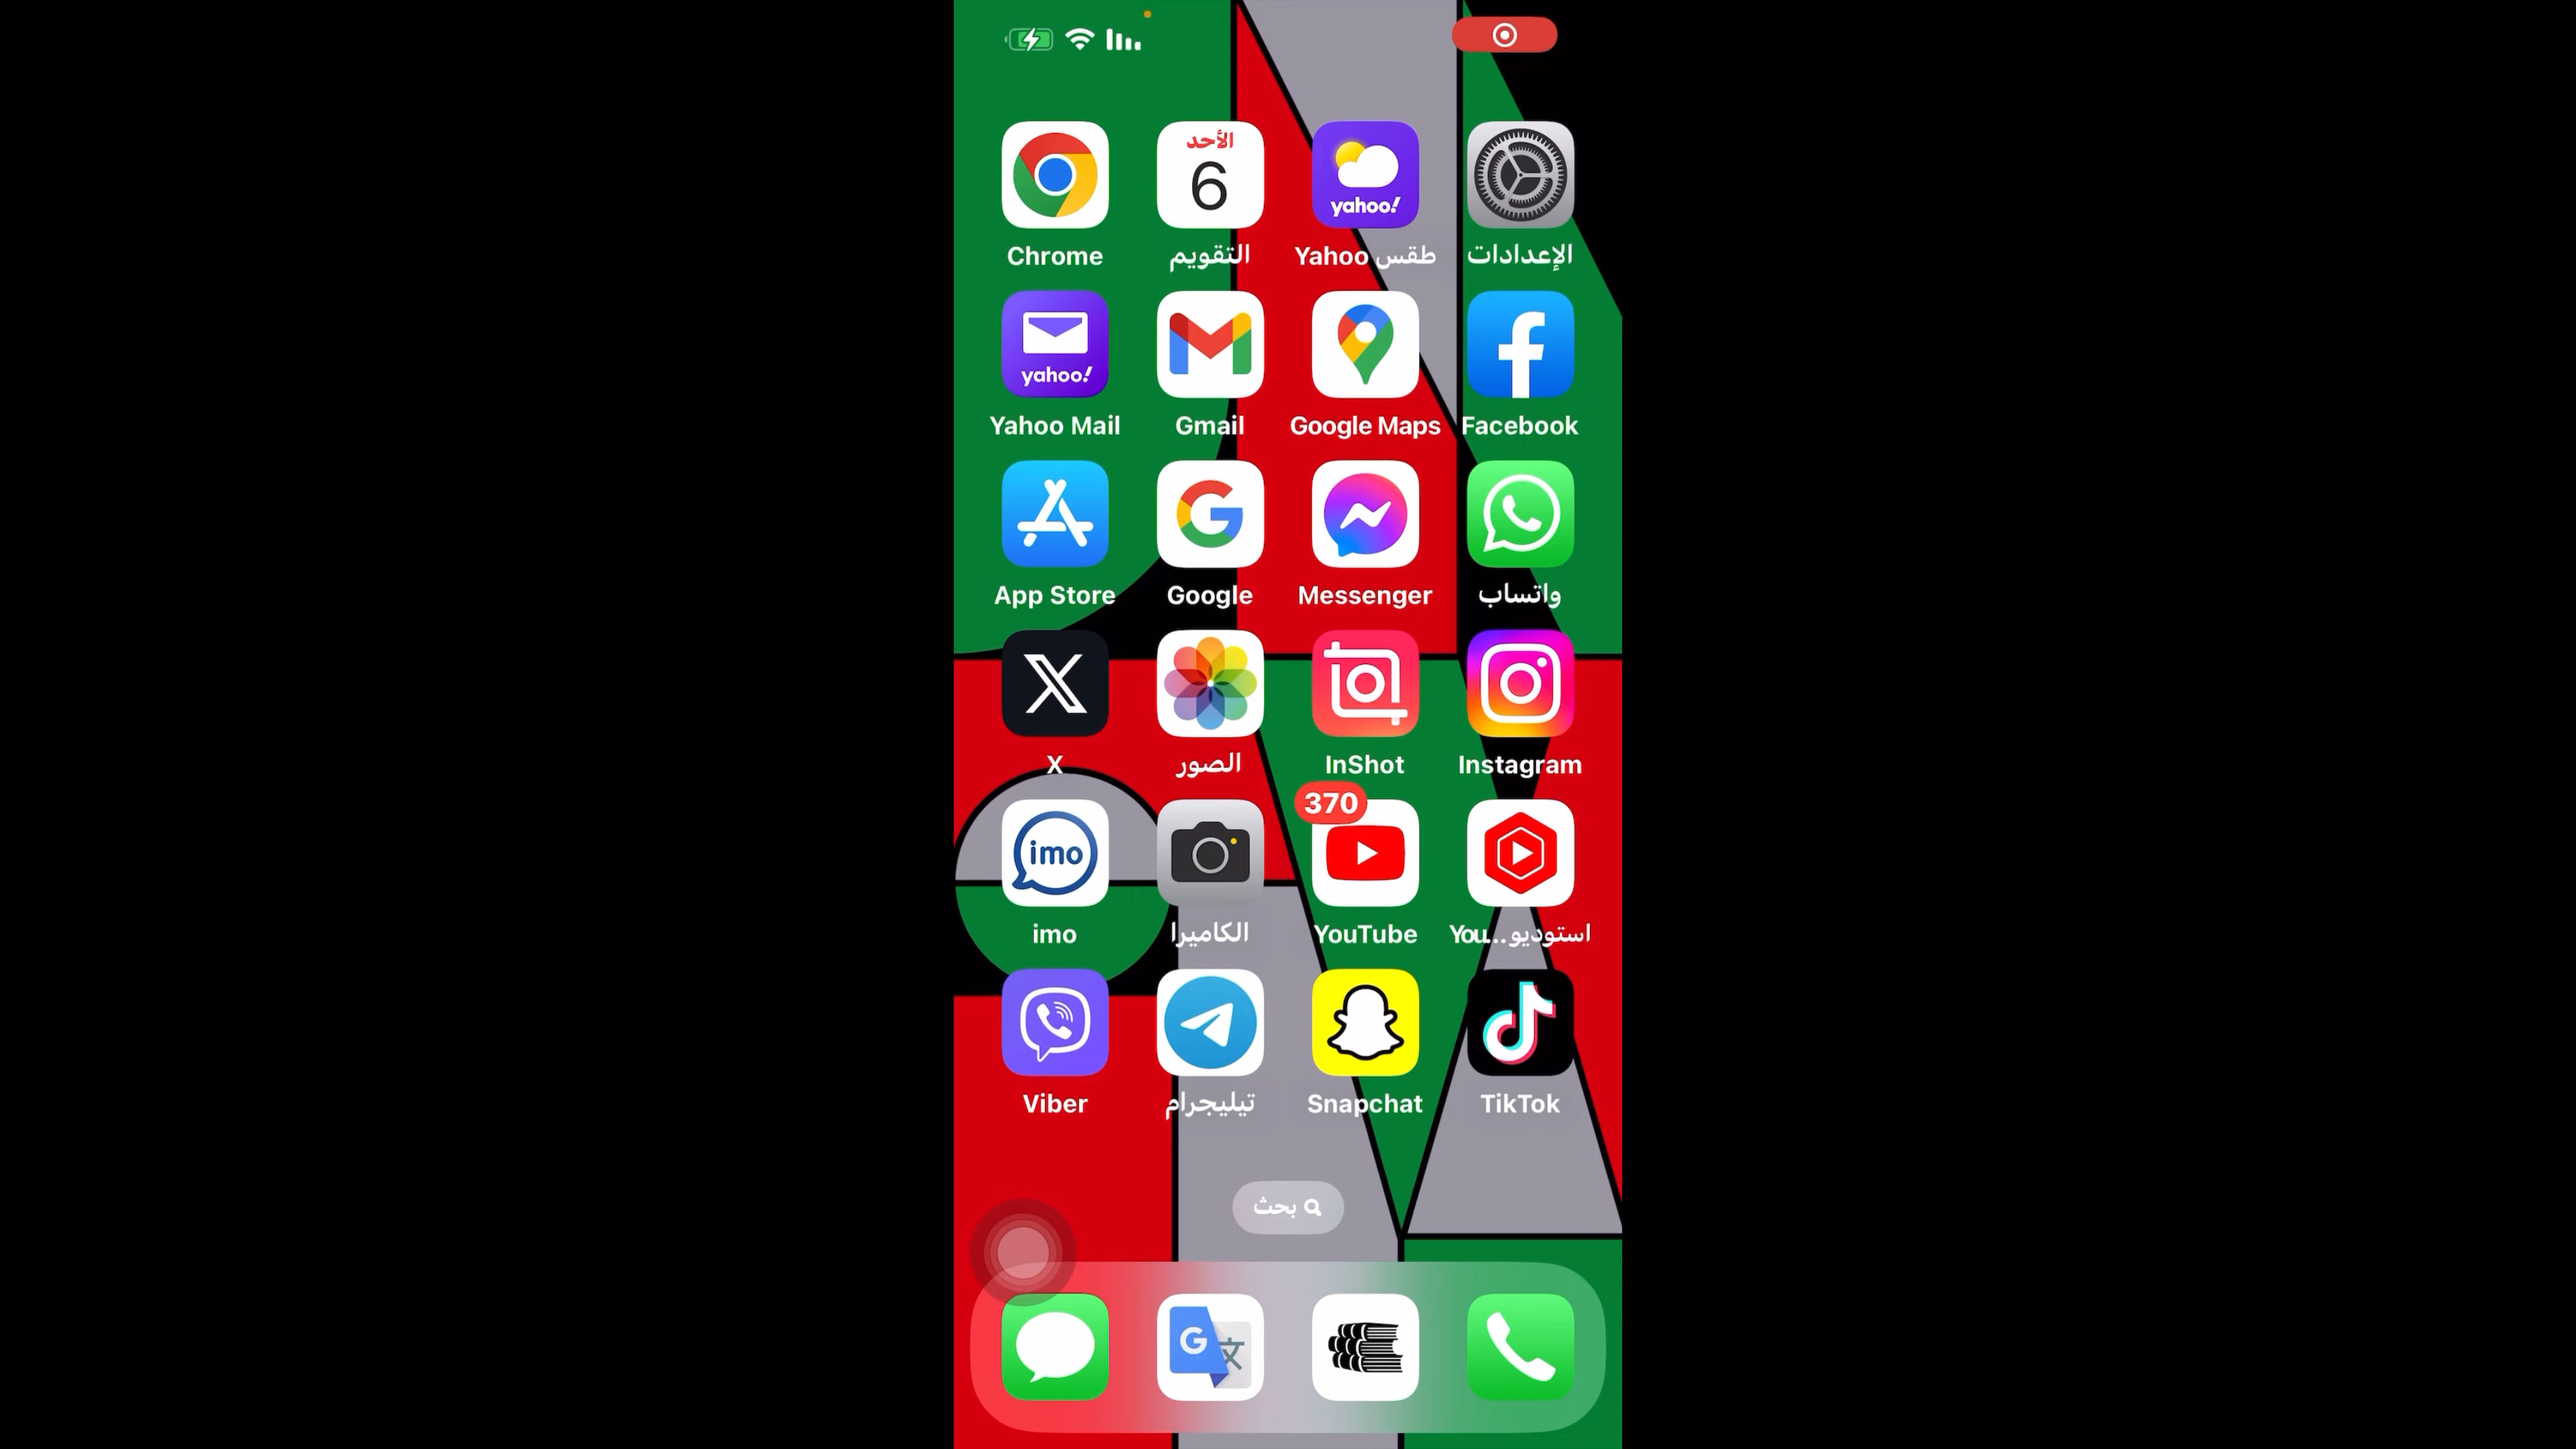 الأحد
6
yahoo!
Chrome
التقويم
طقس Yahoo
الإعدادات
yahoo!
Yahoo Mail
Gmail
Google Maps
Facebook
App Store
Google
Messenger
واتساب
X
الصور
InShot
Instagram
imo
370
imo
الكاميرا
YouTube
استوديو...You
Viber
تيليجرام
Snapchat
TikTok
بحث
G 文